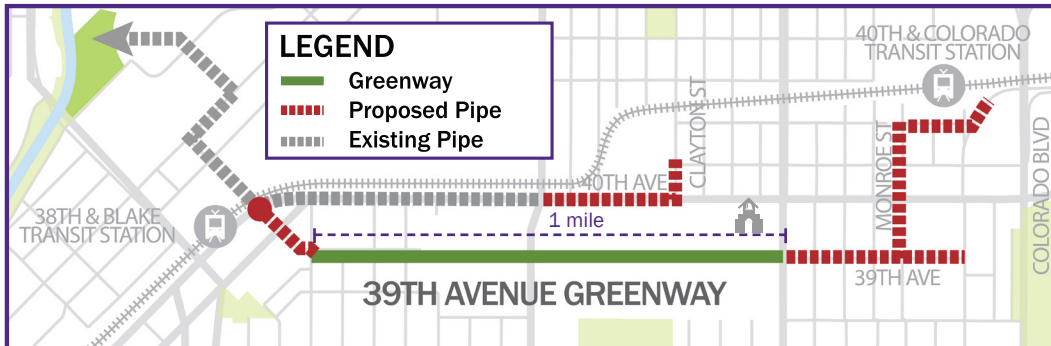 LEGEND
Greenway
Proposed Pipe
Existing Pipe
40TH & COLORADO
TRANSIT STATION
CLAYTON ST
40TH AVE
MONROE ST
COLORADO BLVD
38TH & BLAKE
TRANSIT STATION
1 mile
39TH AVE
39TH AVENUE GREENWAY